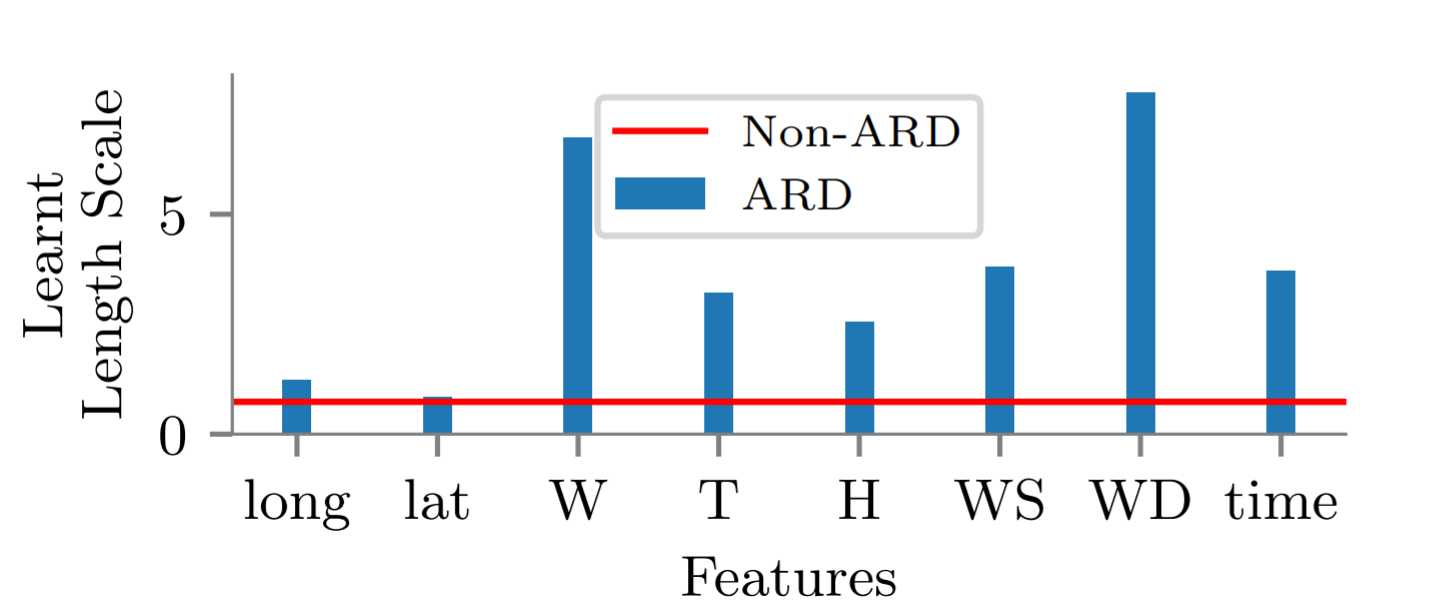 Learnt
Length Scale
5
0
Non-ARD
ARD
long lat W T H WS WD time
Features